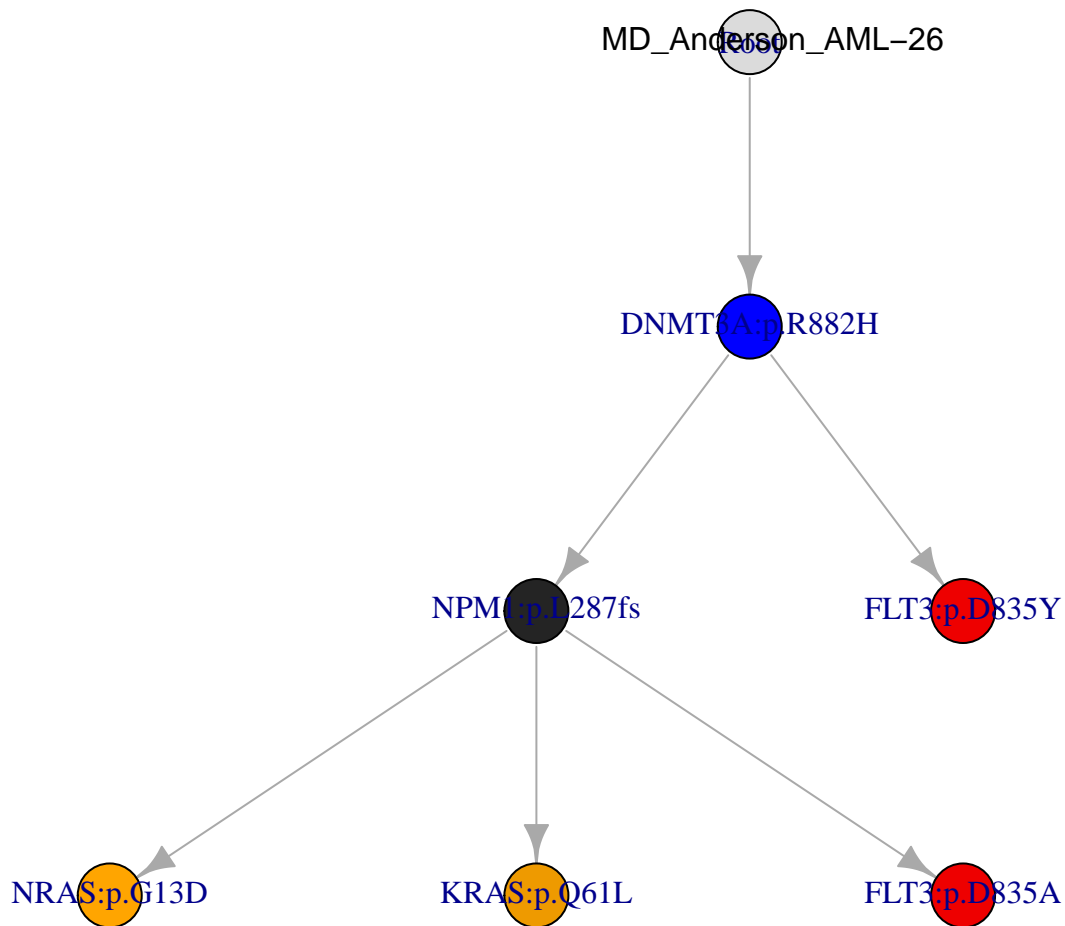 MD_Anderson_AML−26
Root
DNMT3A:p.R882H
NPM1:p.L287fs
FLT3:p.D835Y
NRAS:p.G13D
KRAS:p.Q61L
FLT3:p.D835A